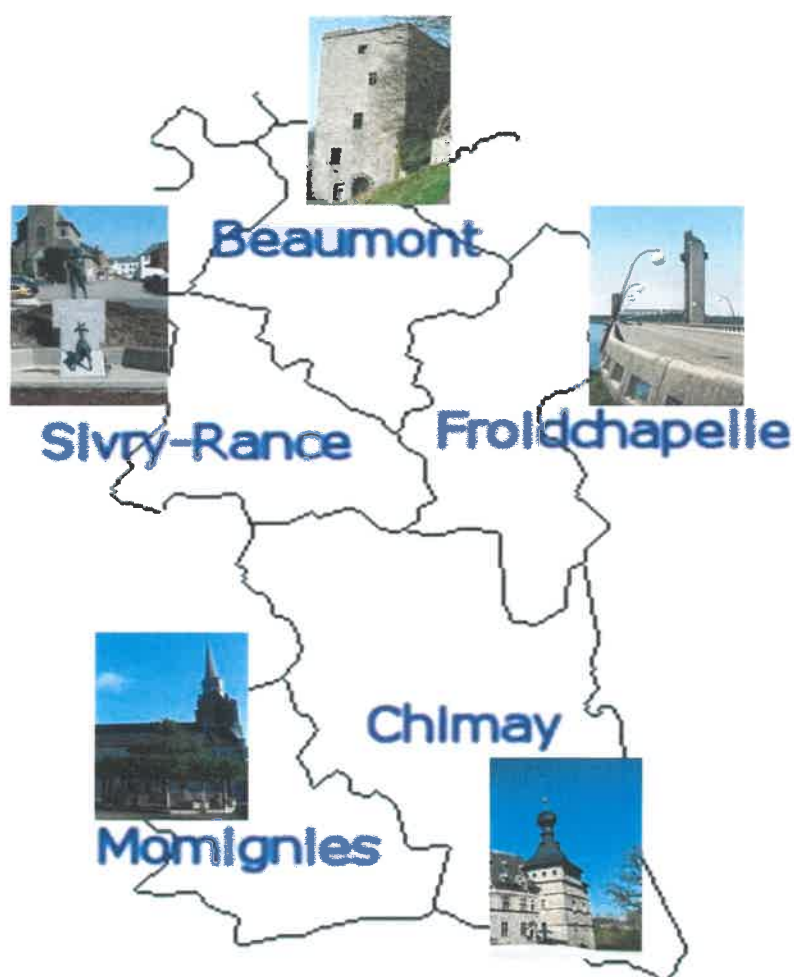 Beaumont
Sivry-Rance
Froidchapelle
Chimay
Momignies